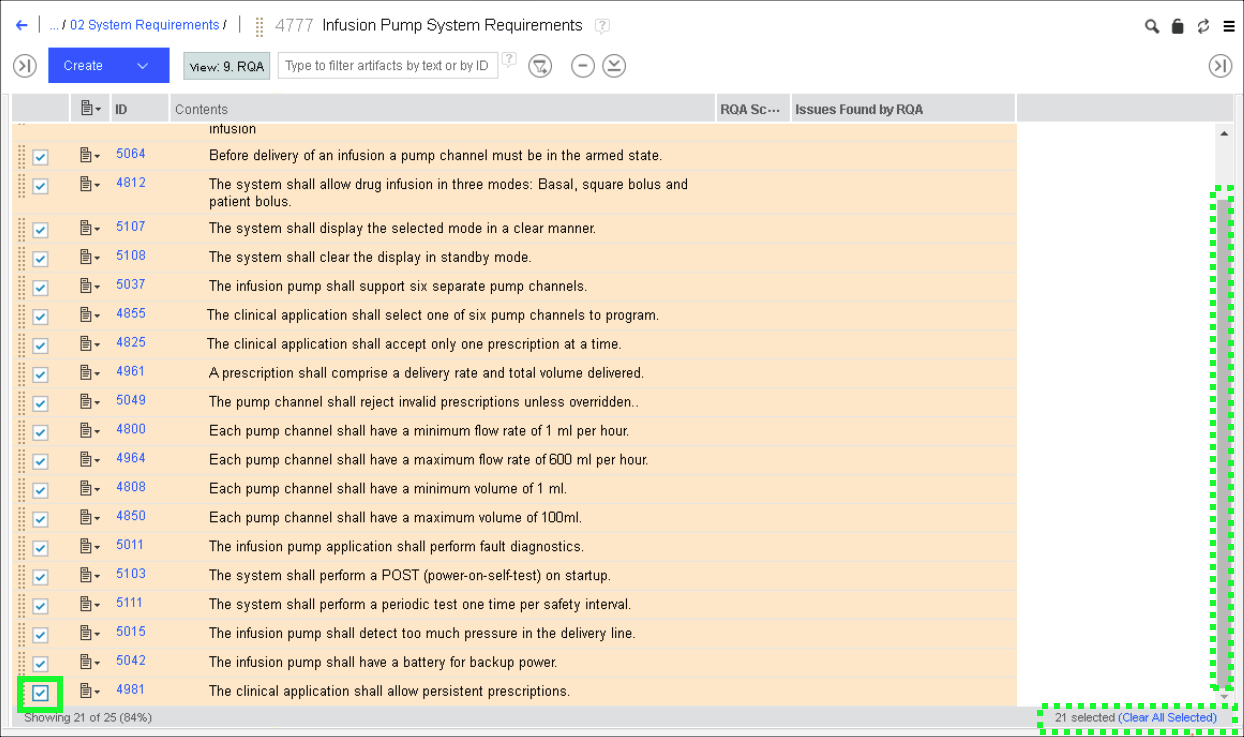 ... / 02 System Requirements / 4777 Infusion Pump System Requirements ?
Create View: 9. RQA Type to filter artifacts by text or by ID ?
ID Contents RQA Sc··· Issues Found by RQA
infusion
5064 Before delivery of an infusion a pump channel must be in the armed state.
4812 The system shall allow drug infusion in three modes: Basal, square bolus and
patient bolus.
5107 The system shall display the selected mode in a clear manner.
5108 The system shall clear the display in standby mode.
5037 The infusion pump shall support six separate pump channels.
4855 The clinical application shall select one of six pump channels to program.
4825 The clinical application shall accept only one prescription at a time.
4961 A prescription shall comprise a delivery rate and total volume delivered.
5049 The pump channel shall reject invalid prescriptions unless overridden..
4800 Each pump channel shall have a minimum flow rate of 1 ml per hour.
4964 Each pump channel shall have a maximum flow rate of 600 ml per hour.
4808 Each pump channel shall have a minimum volume of 1 ml.
4850 Each pump channel shall have a maximum volume of 100ml.
5011 The infusion pump application shall perform fault diagnostics.
5103 The system shall perform a POST (power-on-self-test) on startup.
5111 The system shall perform a periodic test one time per safety interval.
5015 The infusion pump shall detect too much pressure in the delivery line.
5042 The infusion pump shall have a battery for backup power.
4981 The clinical application shall allow persistent prescriptions.
Showing 21 of 25 (84%) 21 selected (Clear All Selected)